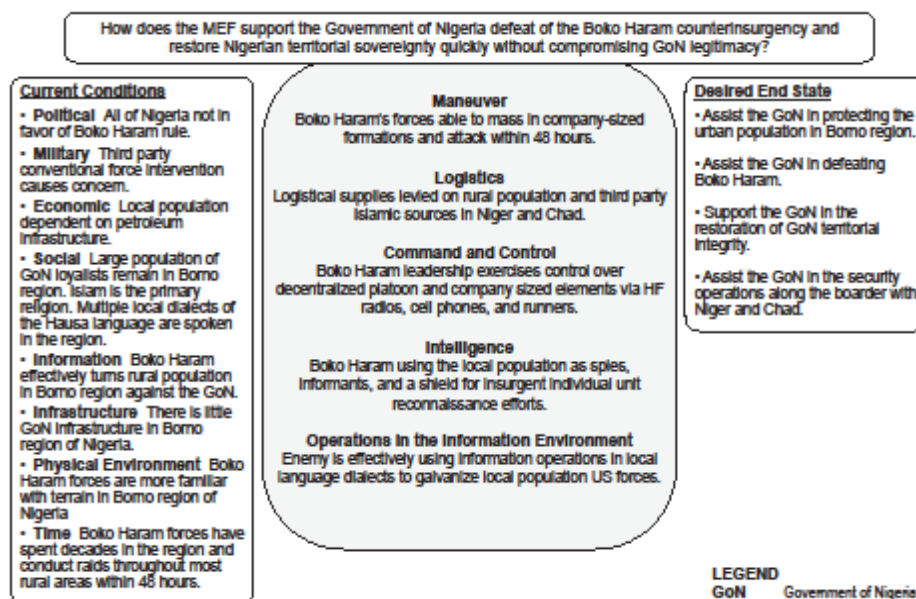 How does the MEF support the Government of Nigeria defeat of the Boko Haram counterinsurgency and
restore Nigerian territorial sovereignty quickly without compromising GoN legitimacy?
Current Conditions
• Political All of Nigeria not in
favor of Boko Haram rule.
• Military Third party
conventional force intervention
causes concern.
• Economic Local population
dependent on petroleum
infrastructure.
• Social Large population of
GoN loyalists remain in Borno
region. Islam is the primary
religion. Multiple local dialects of
the Hausa language are spoken
in the region.
• Information Boko Haram
effectively turns rural population
in Borno region against the GoN.
• Infrastructure There is little
GoN infrastructure in Borno
region of Nigeria.
• Physical Environment Boko
Haram forces are more familiar
with terrain in Borno region of
Nigeria
• Time Boko Haram forces have
spent decades in the region and
conduct raids throughout most
rural areas within 48 hours.
Maneuver
Boko Haram's forces able to mass in company-sized
formations and attack within 48 hours.
Logistics
Logistical supplies levied on rural population and third party
Islamic sources in Niger and Chad.
Command and Control
Boko Haram leadership exercises control over
decentralized platoon and company sized elements via HF
radios, cell phones, and runners.
Intelligence
Boko Haram using the local population as spies,
informants, and a shield for insurgent individual unit
reconnaissance efforts.
Operations in the Information Environment
Enemy is effectively using information operations in local
language dialects to galvanize local population US forces.
Desired End State
• Assist the GoN in protecting the
urban population in Borno region.
• Assist the GoN in defeating
Boko Haram.
• Support the GoN in the
restoration of GoN territorial
integrity.
• Assist the GoN in the security
operations along the boarder with
Niger and Chad.
LEGEND
GoN Government of Nigeria